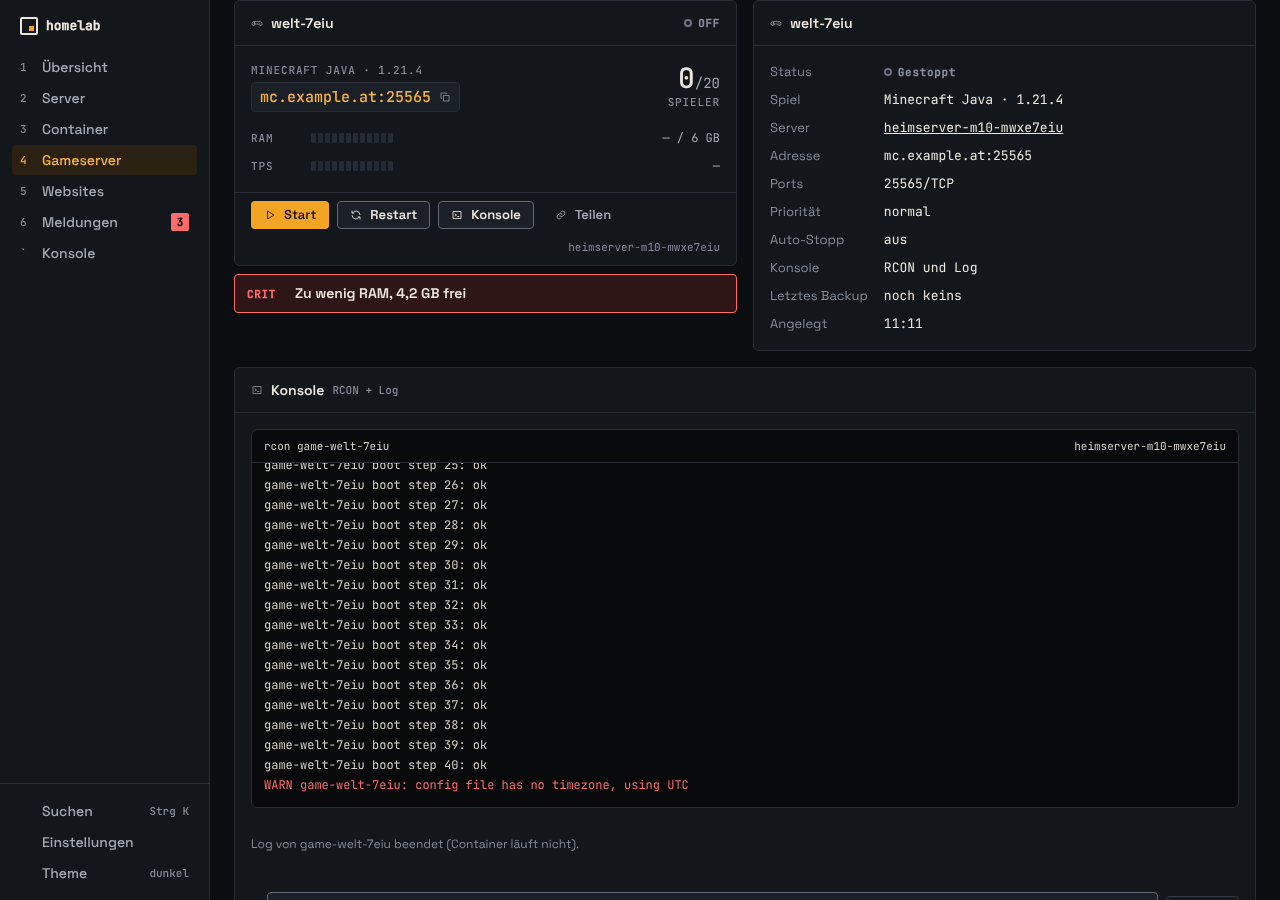 homelab
1 Übersicht
2 Server
3 Container
4 Gameserver
5 Websites
6 Meldungen 3
` Konsole
Suchen Strg K
Einstellungen
Theme dunkel
welt-7eiu OFF
MINECRAFT JAVA · 1.21.4
mc.example.at:25565
0/20
SPIELER
RAM — / 6 GB
TPS —
Start Restart Konsole Teilen
heimserver-m10-mwxe7eiu
CRIT Zu wenig RAM, 4,2 GB frei
welt-7eiu
Status Gestoppt
Spiel Minecraft Java · 1.21.4
Server heimserver-m10-mwxe7eiu
Adresse mc.example.at:25565
Ports 25565/TCP
Priorität normal
Auto-Stopp aus
Konsole RCON und Log
Letztes Backup noch keins
Angelegt 11:11
Konsole RCON + Log
rcon game-welt-7eiu heimserver-m10-mwxe7eiu
game-welt-7eiu boot step 25: ok
game-welt-7eiu boot step 26: ok
game-welt-7eiu boot step 27: ok
game-welt-7eiu boot step 28: ok
game-welt-7eiu boot step 29: ok
game-welt-7eiu boot step 30: ok
game-welt-7eiu boot step 31: ok
game-welt-7eiu boot step 32: ok
game-welt-7eiu boot step 33: ok
game-welt-7eiu boot step 34: ok
game-welt-7eiu boot step 35: ok
game-welt-7eiu boot step 36: ok
game-welt-7eiu boot step 37: ok
game-welt-7eiu boot step 38: ok
game-welt-7eiu boot step 39: ok
game-welt-7eiu boot step 40: ok
WARN game-welt-7eiu: config file has no timezone, using UTC
Log von game-welt-7eiu beendet (Container läuft nicht).